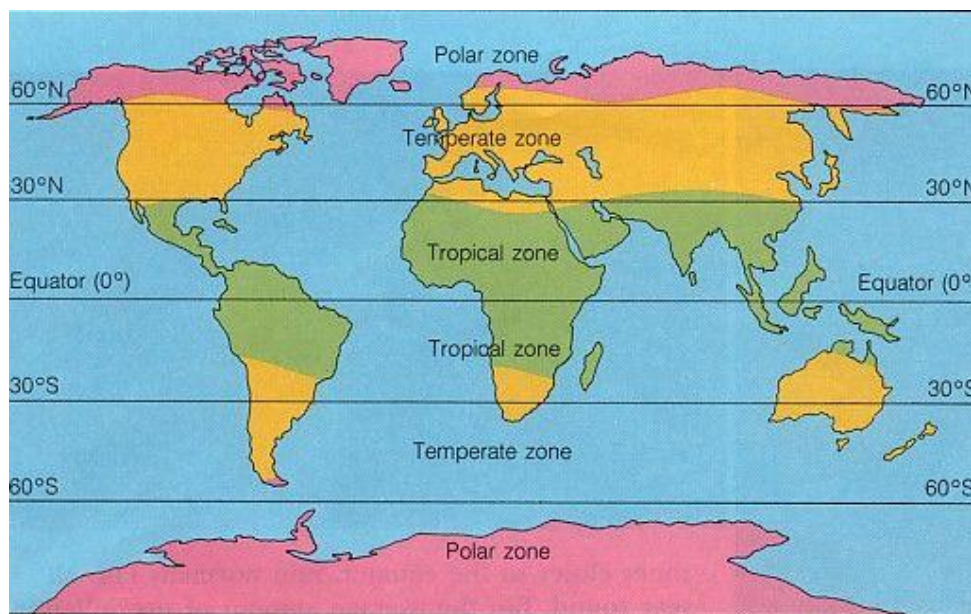 Polar zone
60°N
60°N
Temperate zone
30°N
30°N
Tropical zone
Equator (0°)
Equator (0°
Tropical zone
30°S
30°S
Temperate zone
60°S
60°S
Polar zone